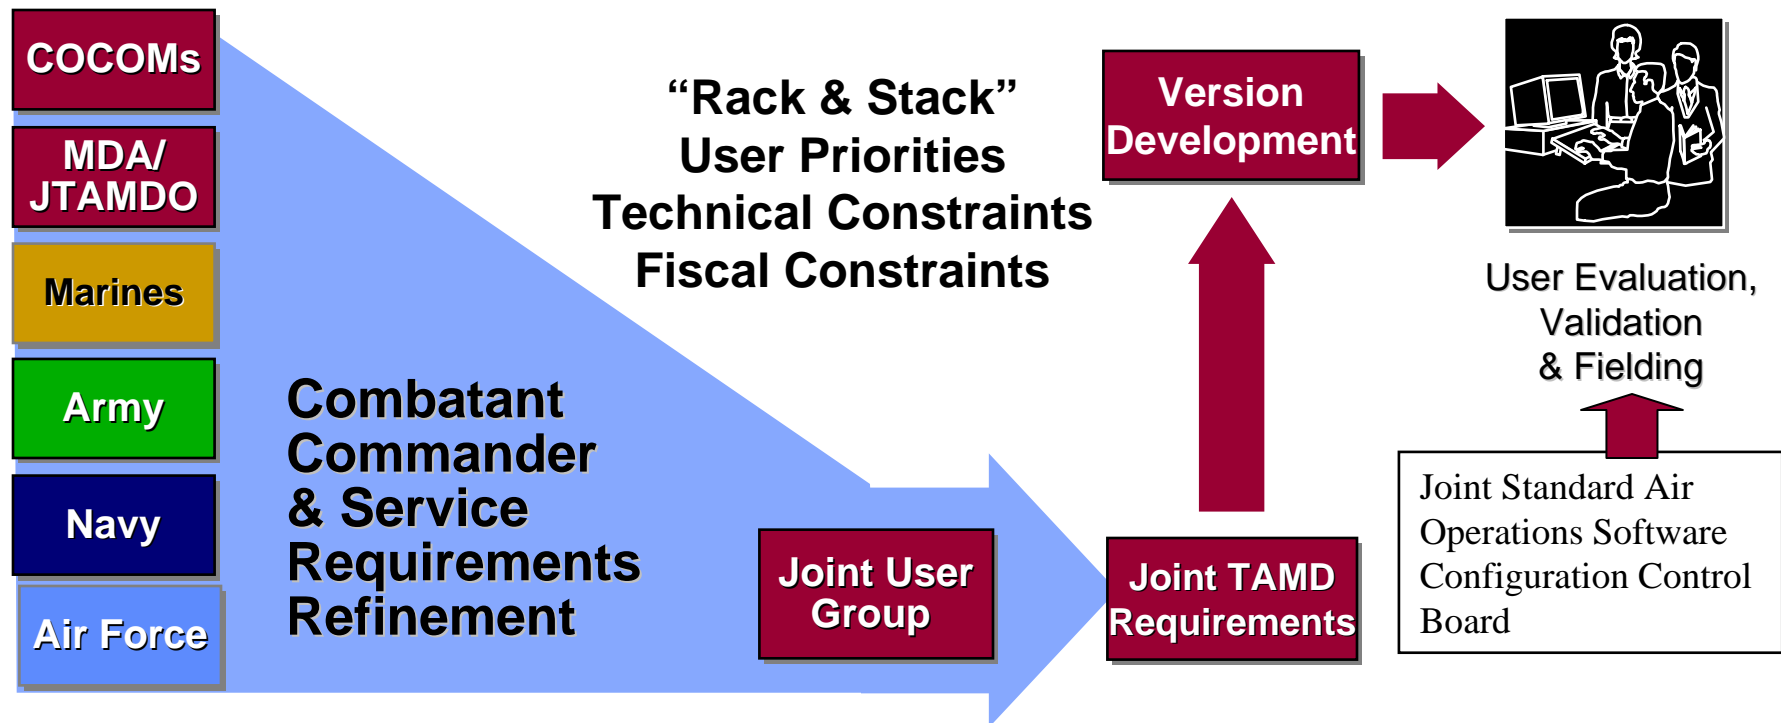 COCOMs
MDA/
JTAMDO
Marines
Army
Navy
Air Force
Combatant
Commander
& Service
Requirements
Refinement
“Rack & Stack”
User Priorities
Technical Constraints
Fiscal Constraints
Joint User
Group
Joint TAMD
Requirements
Version
Development
User Evaluation,
Validation
& Fielding
Joint Standard Air
Operations Software
Configuration Control
Board